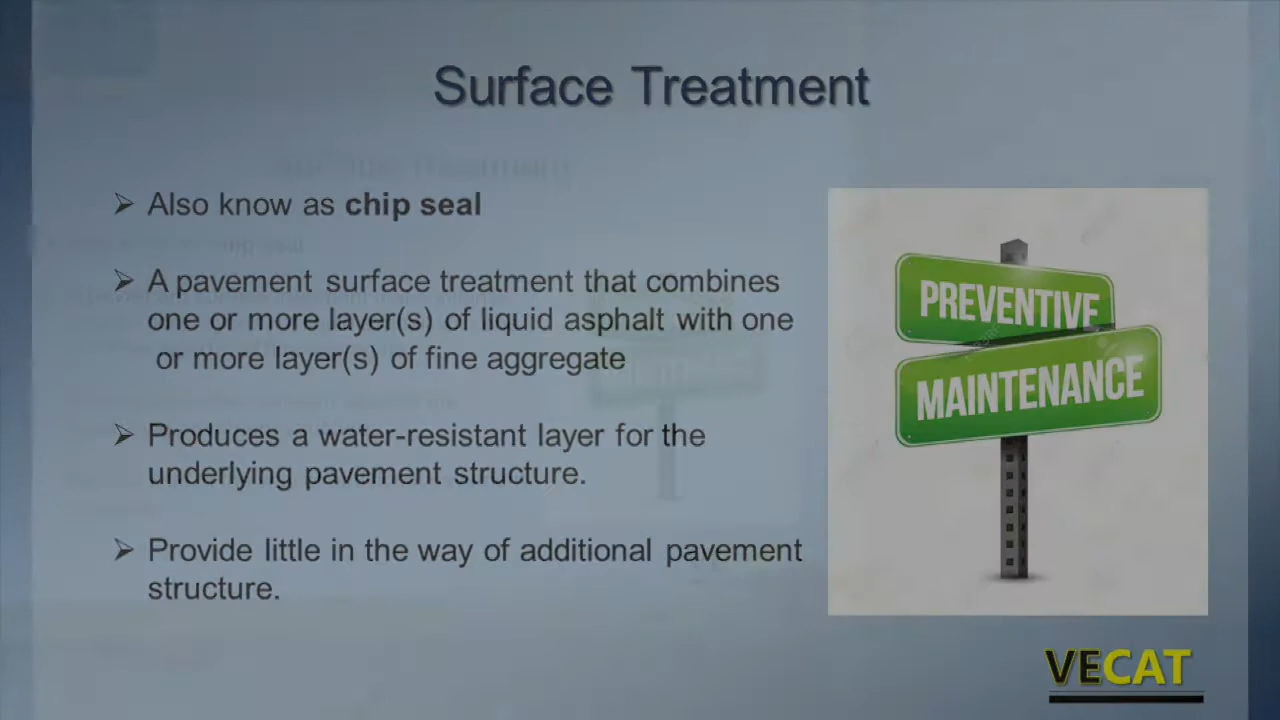 Surface Treatment
➢ Also know as chip seal
➢ A pavement surface treatment that combines
one or more layer(s) of liquid asphalt with one
or more layer(s) of fine aggregate
➢ Produces a water-resistant layer for the
underlying pavement structure.
➢ Provide little in the way of additional pavement
structure.
PREVENTIVE
MAINTENANCE
VECAT